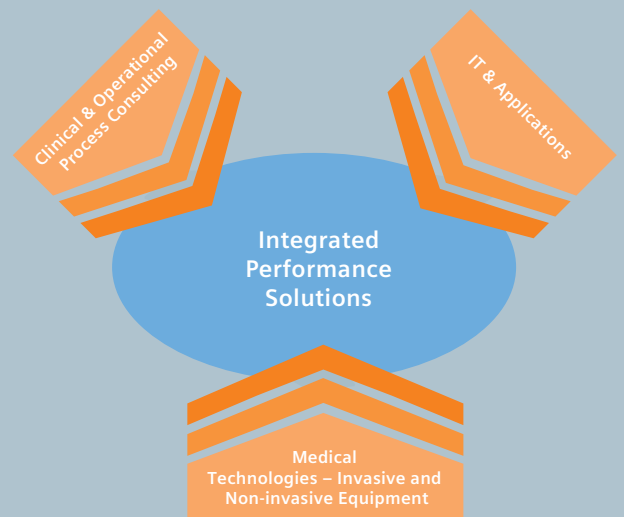 Clinical & Operational
Process Consulting
IT & Applications
Integrated
Performance
Solutions
Medical
Technologies – Invasive and
Non-invasive Equipment